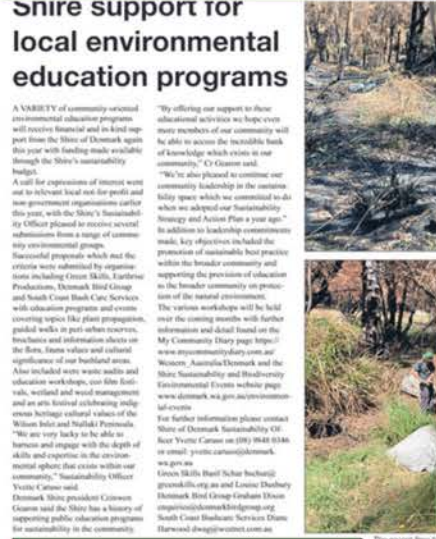 Shire support for
local environmental
education programs
A VARIETY of community-oriented
environmental education programs
will receive financial and in-kind sup-
port from the Shire of Denmark again
this year with funding made available
through the Shire's sustainability
budget.
A call for expressions of interest went
out to relevant local not-for-profit and
non-government organisations earlier
this year, with the Shire's Sustainabil-
ity Officer pleased to receive several
submissions from a range of commu-
nity environmental groups.
Successful proposals which met the
criteria were submitted by organisa-
tions including Green Skills, Earthrise
Productions, Denmark Bird Group
and South Coast Bush Care Services
with education programs and events
covering topics like plant propagation,
guided walks in peri-urban reserves,
brochures and information sheets on
the flora, fauna values and cultural
significance of our bushland areas.
Also included were waste audits and
education workshops, eco film festi-
vals, wetland and weed management
and an arts festival celebrating indig-
enous heritage cultural values of the
Wilson Inlet and Nullaki Peninsula.
"We are very lucky to be able to
harness and engage with the depth of
skills and expertise in the environ-
mental sphere that exists within our
community," Sustainability Officer
Yvette Caruso said.
Denmark Shire president Ceinwen
Gearon said the Shire has a history of
supporting public education programs
for sustainability in the community.
"By offering our support to these
educational activities we hope even
more members of our community will
be able to access the incredible bank
of knowledge which exists in our
community," Cr Gearon said.
"We're also pleased to continue our
community leadership in the sustaina-
bility space which we committed to do
when we adopted our Sustainability
Strategy and Action Plan a year ago."
In addition to leadership commitments
made, key objectives included the
promotion of sustainable best practice
within the broader community and
supporting the provision of education
to the broader community on protec-
tion of the natural environment.
The various workshops will be held
over the coming months with further
information and detail found on the
My Community Diary page https://
www.mycommunitydiary.com.au/
Western_Australia/Denmark and the
Shire Sustainability and Biodiversity
Environmental Events website page
www.denmark.wa.gov.au/environmen-
tal-events
For further information please contact
Shire of Denmark Sustainability Of-
ficer Yvette Caruso on (08) 9848 0346
or email: yvette.caruso@denmark.
wa.gov.au
Green Skills Basil Schur
greenskills.org.au and Louise Duxbury
Denmark Bird Group Graham Dixon
enquiries@denmarkbirdgroup.org
South Coast Bushcare Services Diane
Harwood